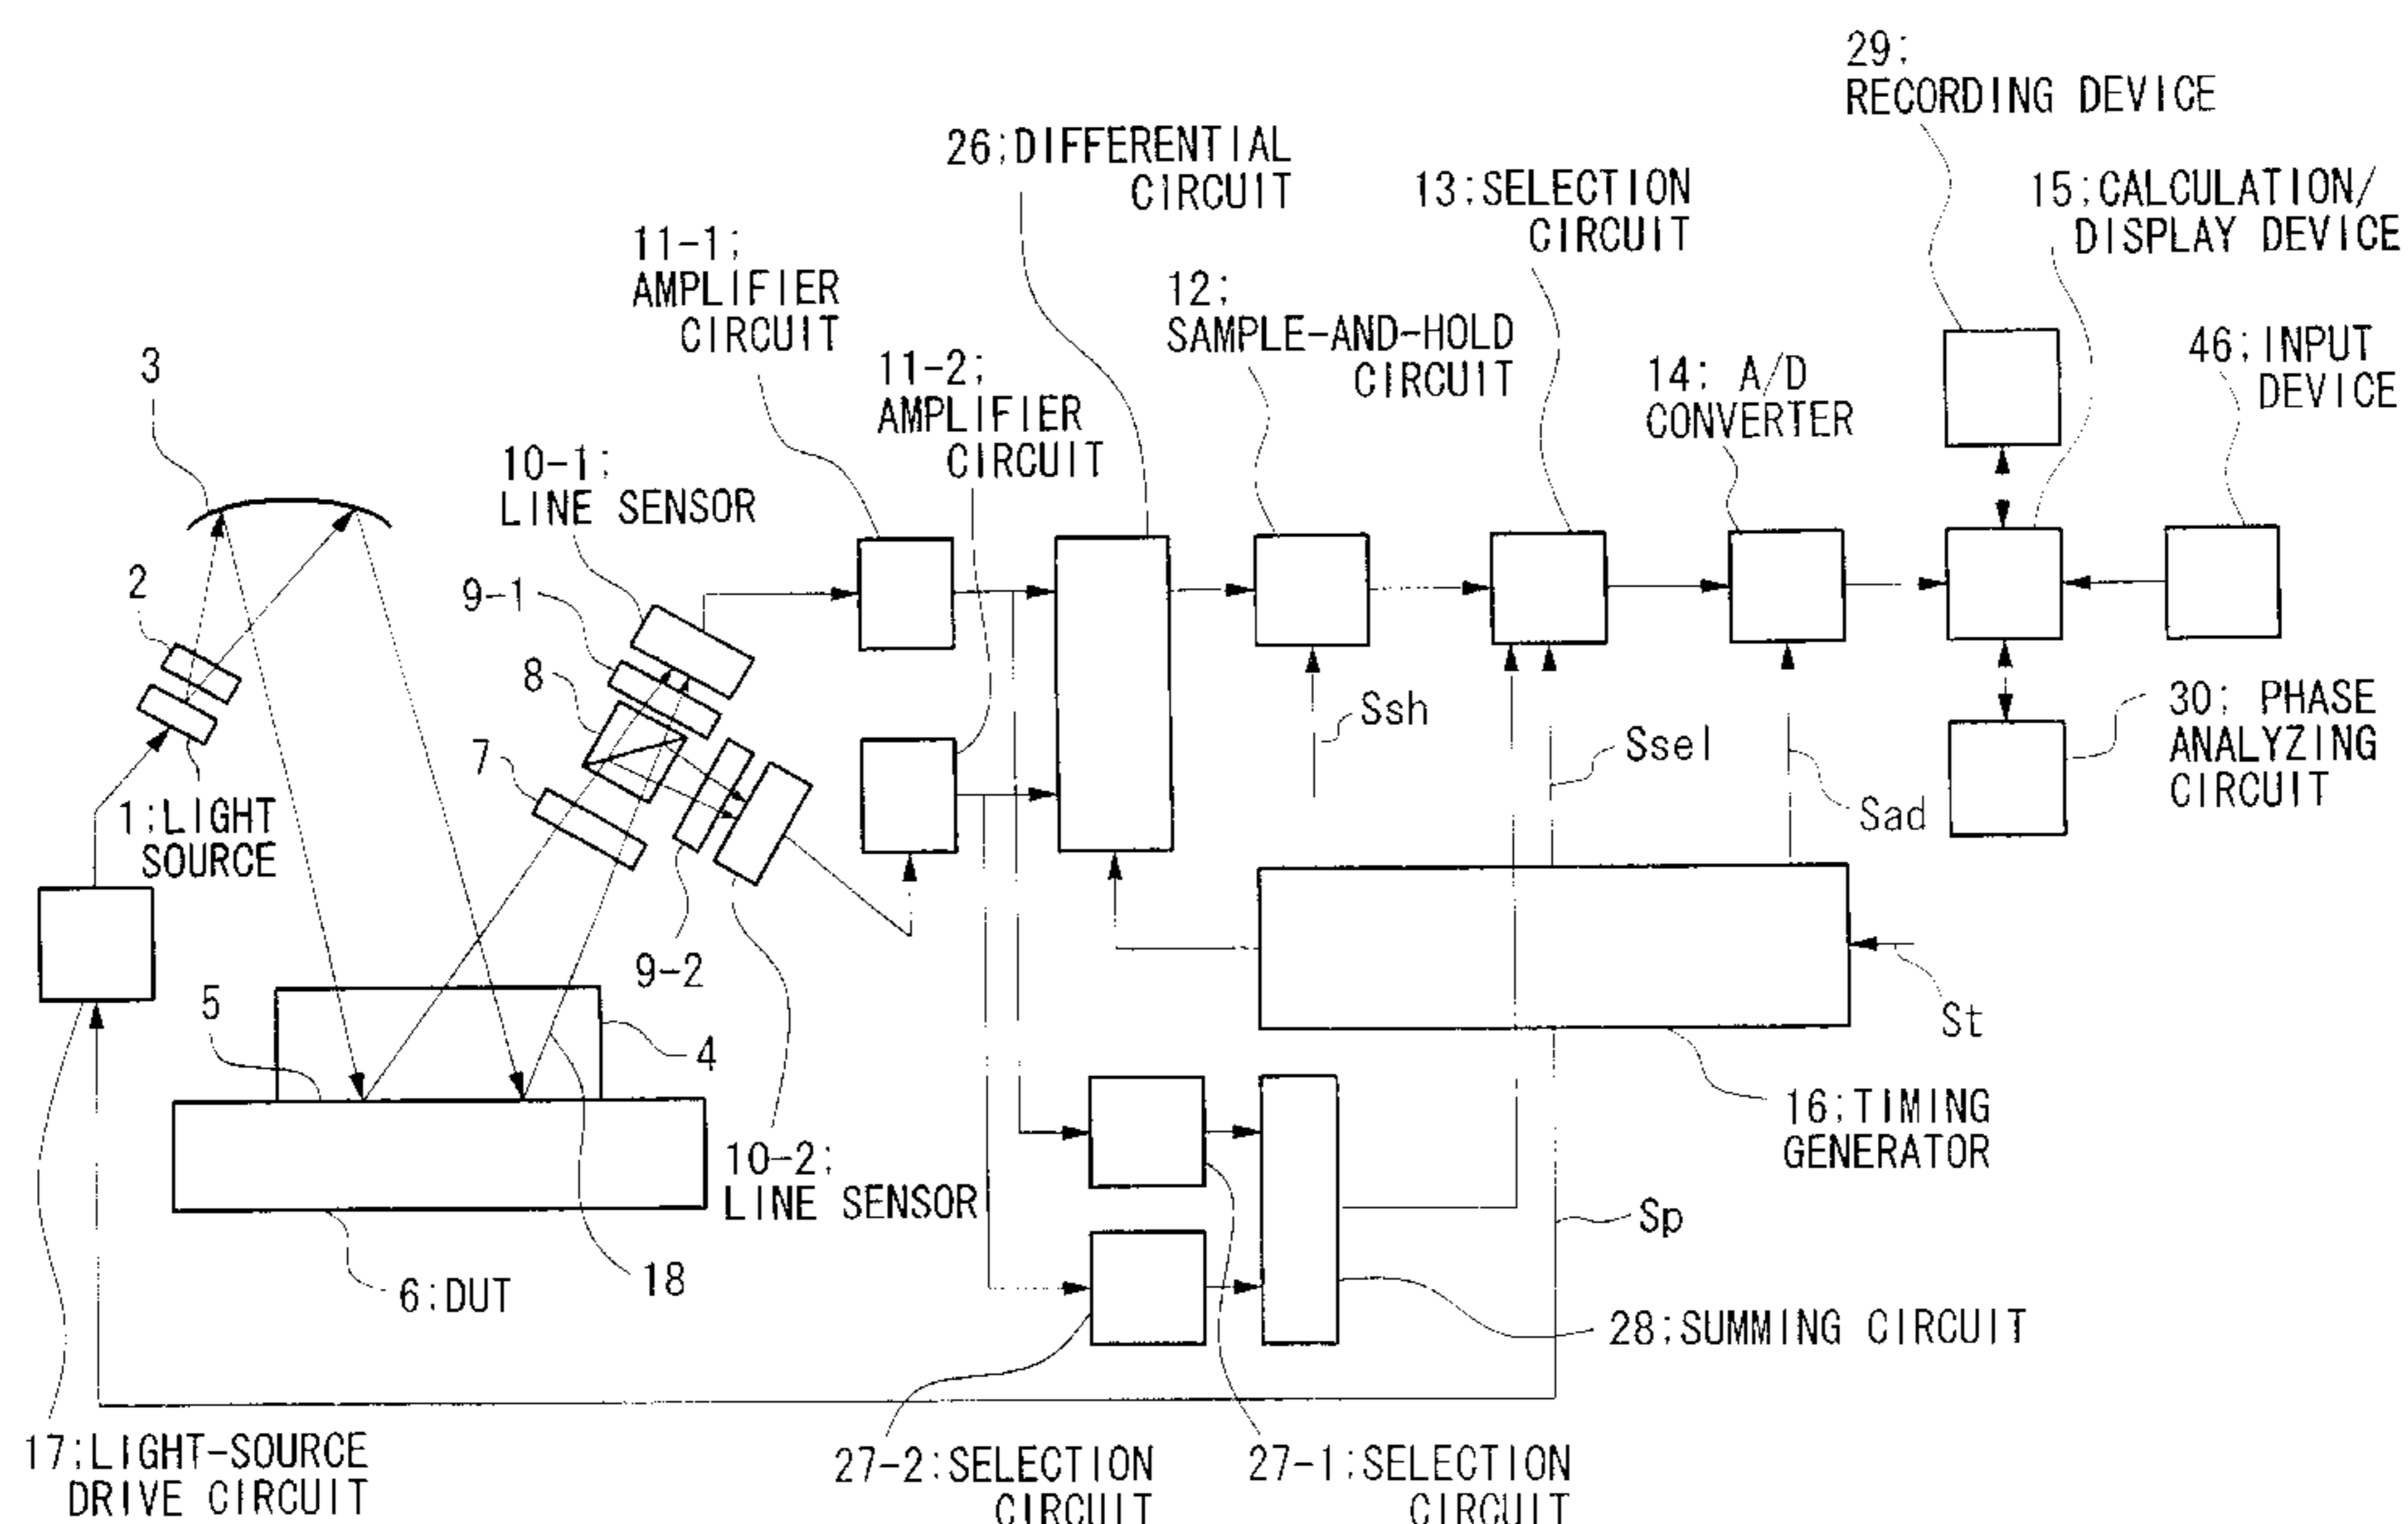 29;
RECORDING DEVICE
26;DIFFERENTIAL
CIRCUIT
13;SELECTION
CIRCUIT
15;CALCULATION/
DISPLAY DEVICE
11-1;
AMPLIFIER
CIRCUIT
12;
SAMPLE-AND-HOLD
CIRCUIT
46;INPUT
DEVICE
3
11-2;
AMPLIFIER
CIRCUIT
14; A/D
CONVERTER
10-1;
LINE SENSOR
2
9-1
8
7
Ssh
Ssel
Sad
30; PHASE
ANALYZING
CIRCUIT
1;LIGHT
SOURCE
9-2
5
4
St
16;TIMING
GENERATOR
10-2;
LINE SENSOR
Sp
18
6;DUT
28;SUMMING CIRCUIT
17;LIGHT-SOURCE
DRIVE CIRCUIT
27-2;SELECTION
CIRCUIT
27-1;SELECTION
CIRCUIT